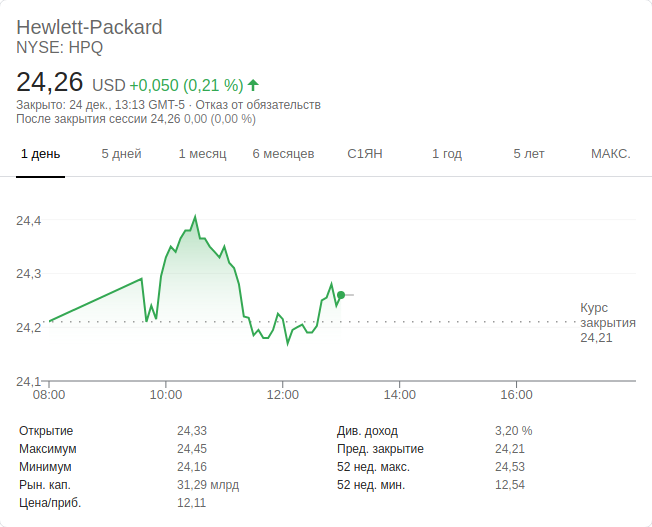 Hewlett-Packard
NYSE: HPQ
24,26 USD +0,050 (0,21 %)
Закрыто: 24 дек., 13:13 GMT-5 · Отказ от обязательств
После закрытия сессии 24,26 0,00 (0,00 %)
1 день 5 дней 1 месяц 6 месяцев С1ЯН 1 год 5 лет МАКС.
24,4
24,3
24,2
24,1
Курс
закрытия
24,21
08:00 10:00 12:00 14:00 16:00
Открытие 24,33 Див. доход 3,20 %
Максимум 24,45 Пред. закрытие 24,21
Минимум 24,16 52 нед. макс. 24,53
Рын. кап. 31,29 млрд 52 нед. мин. 12,54
Цена/приб. 12,11